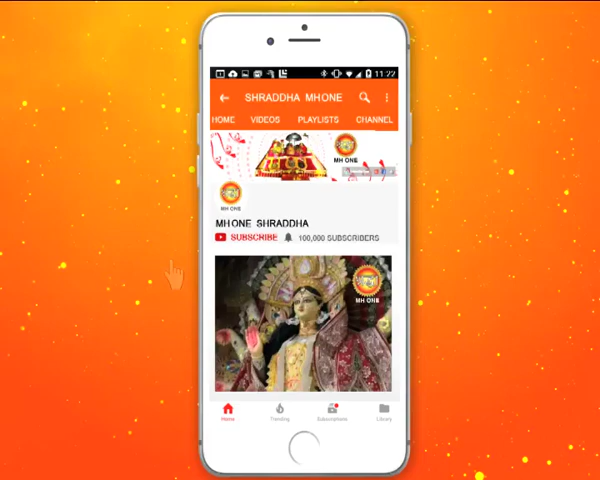 11:22
SHRADDHA MHONE
HOME VIDEOS PLAYLISTS CHANNEL
MH ONE
MH ONE
MHONE SHRADDHA
SUBSCRIBE 100,000 SUBSCRIBERS
MH ONE
Home Trending Subscriptions Library